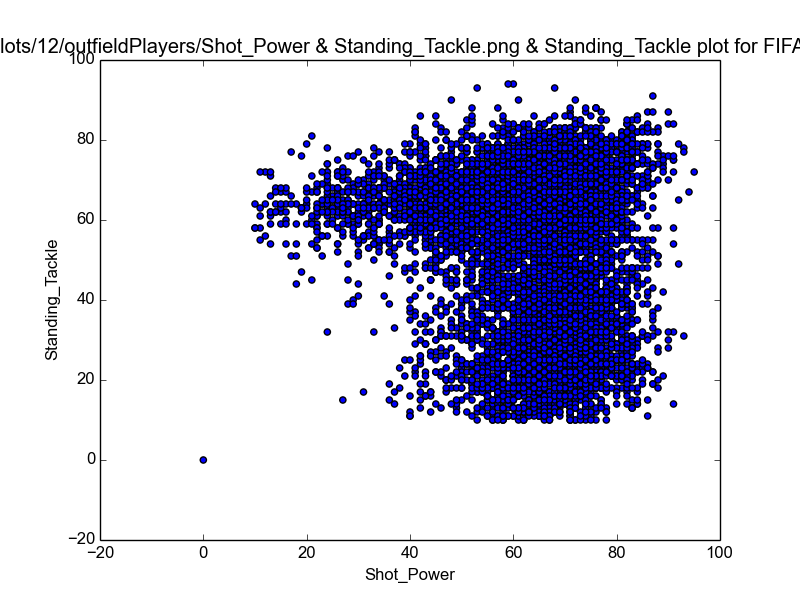 lots/12/outfieldPlayers/Shot_Power & Standing_Tackle.png & Standing_Tackle plot for FIFA
100
80
60
40
20
0
−20
Standing_Tackle
−20 0 20 40 60 80 100
Shot_Power